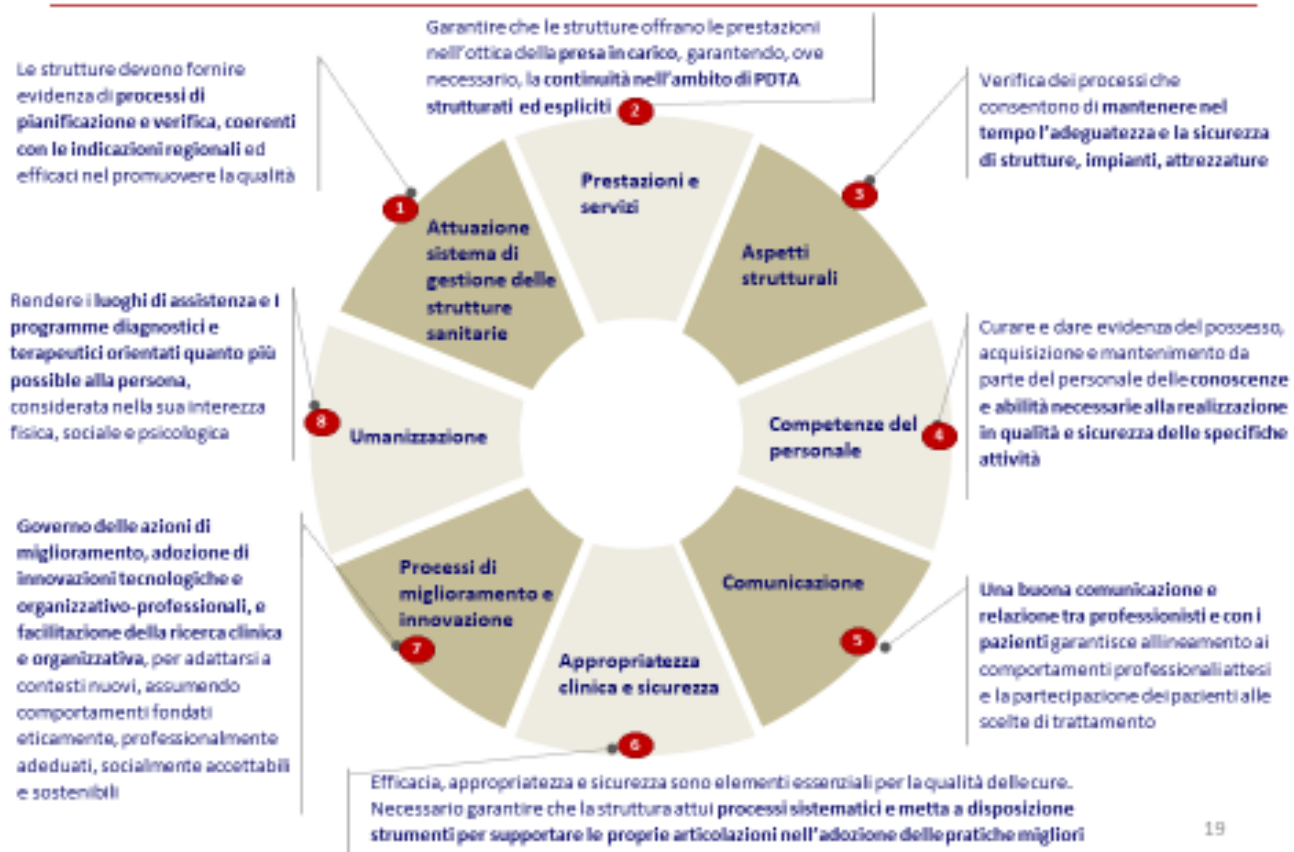 Garantire che le strutture offrano le prestazioni
nell'ottica della presa in carico, garantendo, ove
necessario, la continuità nell'ambito di PDTA
strutturati ed espliciti
2
Le strutture devono fornire
evidenza di processi di
pianificazione e verifica, coerenti
con le indicazioni regionali ed
efficaci nel promuovere la qualità
1
Attuazione
sistema di
gestione delle
strutture
sanitarie
Prestazioni e
servizi
Verifica dei processi che
consentono di mantenere nel
tempo l'adeguatezza e la sicurezza
di strutture, impianti, attrezzature
3
Aspetti
strutturali
Rendere i luoghi di assistenza e I
programme diagnostici e
terapeutici orientati quanto più
possible alla persona,
considerata nella sua interezza
fisica, sociale e psicologica
8
Umanizzazione
Competenze del
personale
4
Curare e dare evidenza del possesso,
acquisizione e mantenimento da
parte del personale delle conoscenze
e abilità necessarie alla realizzazione
in qualità e sicurezza delle specifiche
attività
Governo delle azioni di
miglioramento, adozione di
innovazioni tecnologiche e
organizzativo-professionali, e
facilitazione della ricerca clinica
e organizzativa, per adattarsi a
contesti nuovi, assumendo
comportamenti fondati
eticamente, professionalmente
adeduati, socialmente accettabili
e sostenibili
Processi di
miglioramento e
innovazione
7
Comunicazione
5
Una buona comunicazione e
relazione tra professionisti e con i
pazienti garantisce allineamento ai
comportamenti professionali attesi
e la partecipazione dei pazienti alle
scelte di trattamento
Appropriatezza
clinica e sicurezza
6
Efficacia, appropriatezza e sicurezza sono elementi essenziali per la qualità delle cure.
Necessario garantire che la struttura attui processi sistematici e metta a disposizione
strumenti per supportare le proprie articolazioni nell'adozione delle pratiche migliori
19